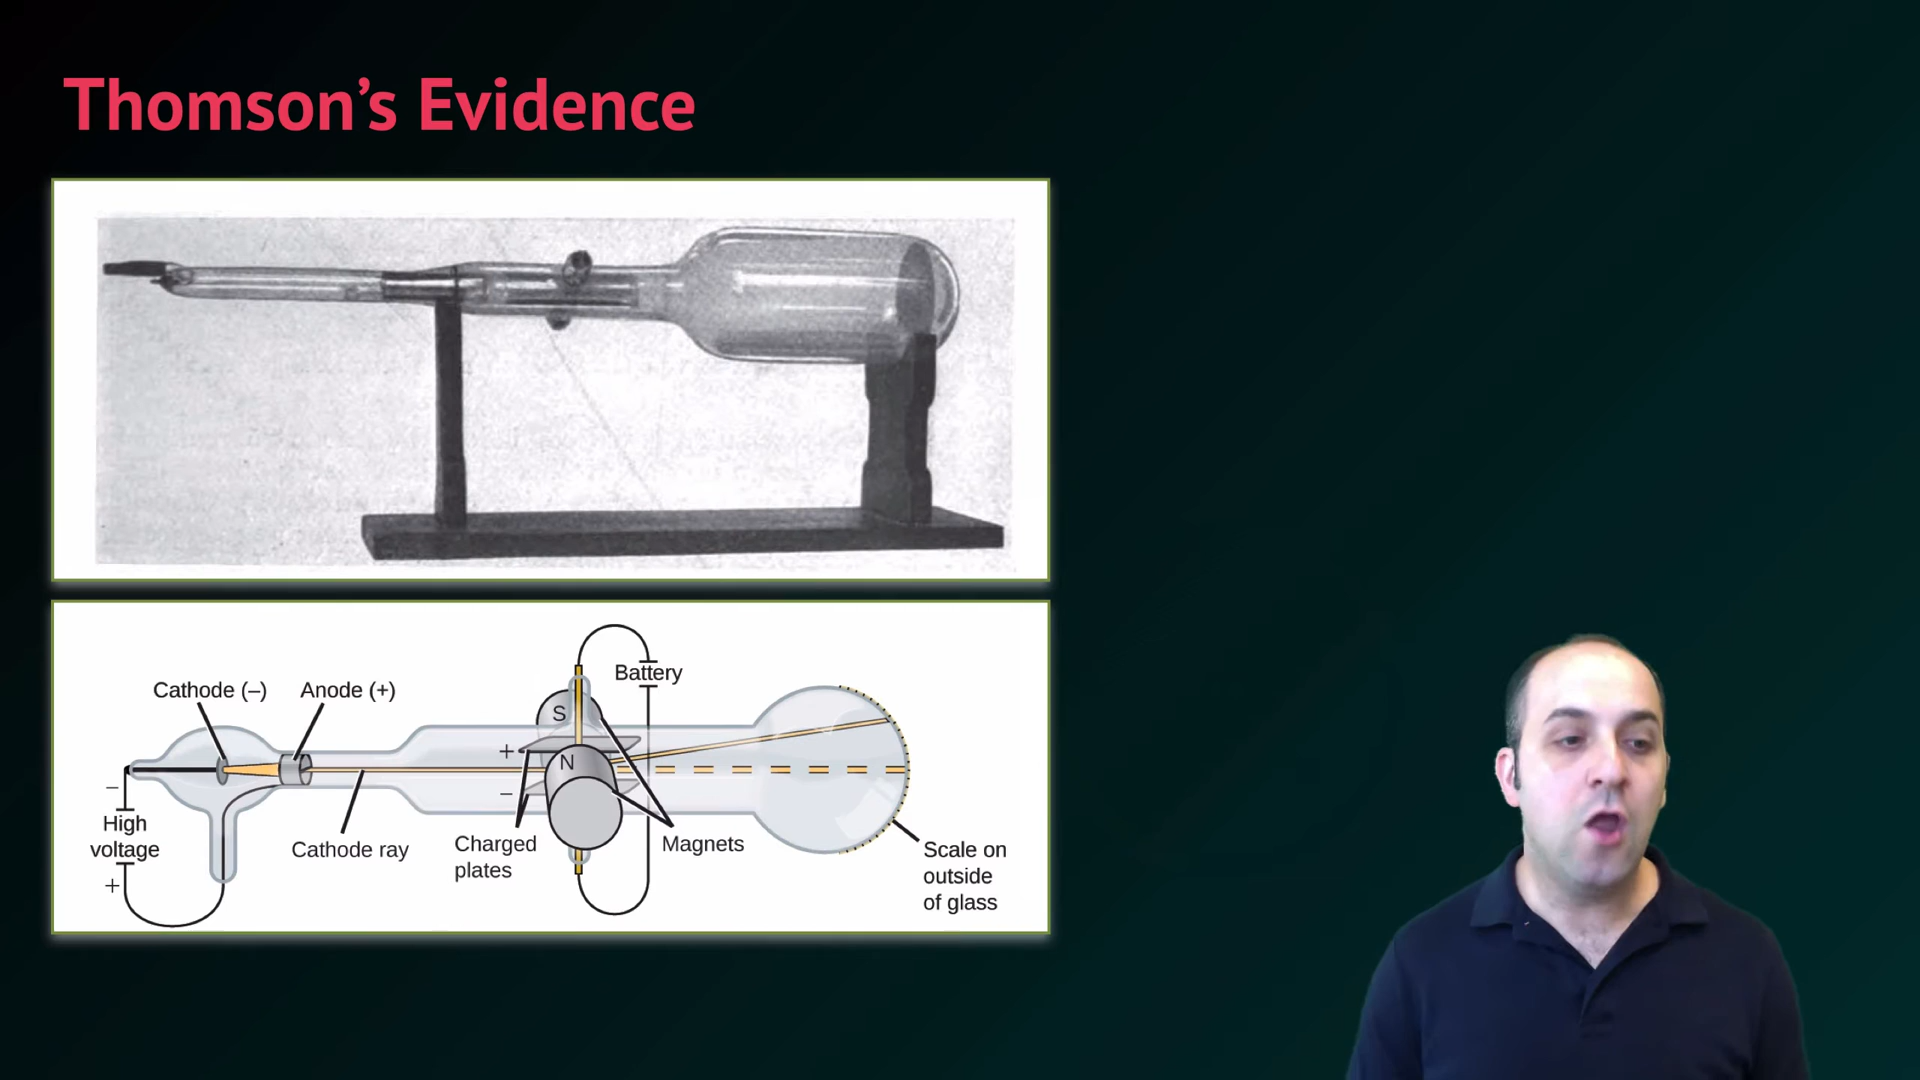 Thomson’s Evidence
Battery
Cathode (–)
Anode (+)
S
+
N
–
–
High
voltage
+
Cathode ray
Charged
plates
Magnets
Scale on
outside
of glass